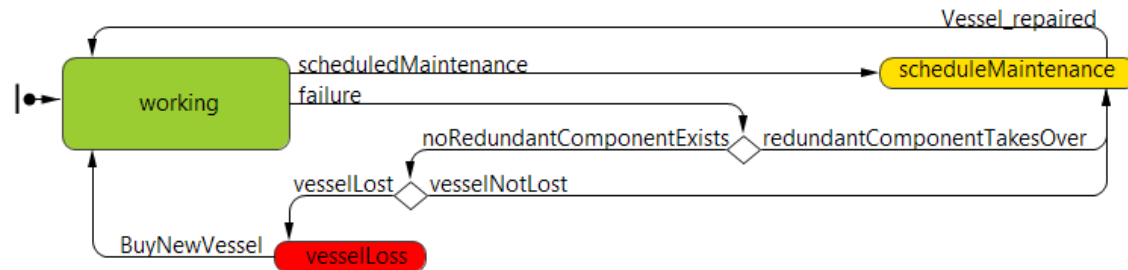 Vessel_repaired
scheduledMaintenance
scheduleMaintenance
working
failure
noRedundantComponentExists
redundantComponentTakesOver
vesselLost
vesselNotLost
BuyNewVessel
vesselLoss